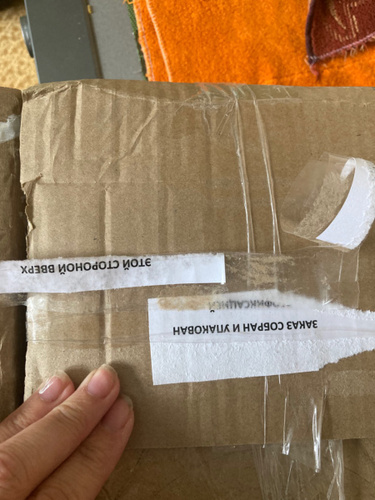 ЗАКАЗ СОБРАН И УПАКОВАН
ЭТОЙ СТОРОНОЙ ВВЕРХ